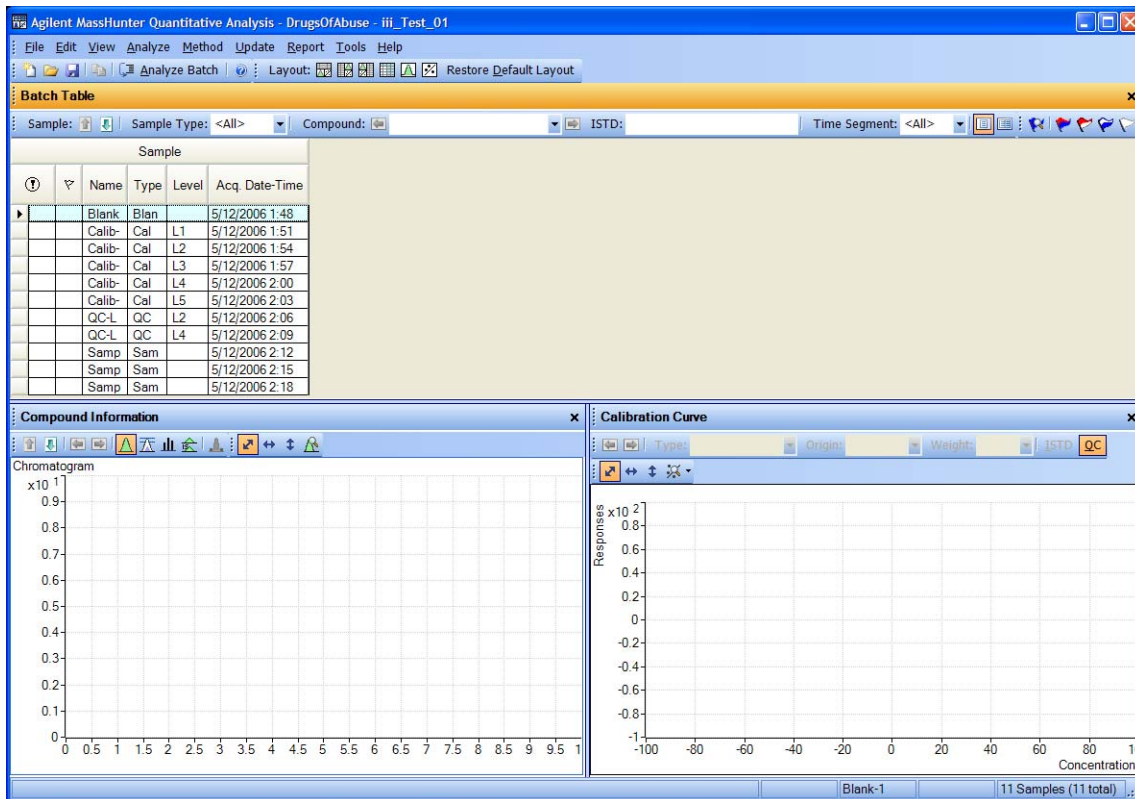 Agilent MassHunter Quantitative Analysis - DrugsOfAbuse - iii_Test_01
File Edit View Analyze Method Update Report Tools Help
Analyze Batch Layout: Restore Default Layout
Batch Table
Sample: Sample Type: <All> Compound: ISTD: Time Segment: <All>
Sample
Name Type Level Acq. Date-Time
Blank Blan 5/12/2006 1:48
Calib- Cal L1 5/12/2006 1:51
Calib- Cal L2 5/12/2006 1:54
Calib- Cal L3 5/12/2006 1:57
Calib- Cal L4 5/12/2006 2:00
Calib- Cal L5 5/12/2006 2:03
QC-L QC L2 5/12/2006 2:06
QC-L QC L4 5/12/2006 2:09
Samp Sam 5/12/2006 2:12
Samp Sam 5/12/2006 2:15
Samp Sam 5/12/2006 2:18
Compound Information
Chromatogram
x10 1
0.9
0.8
0.7
0.6
0.5
0.4
0.3
0.2
0.1
0
0 0.5 1 1.5 2 2.5 3 3.5 4 4.5 5 5.5 6 6.5 7 7.5 8 8.5 9 9.5 1
Calibration Curve
Type: Origin: Weight: ISTD QC
Responses
x10 2
0.8
0.6
0.4
0.2
0
-0.2
-0.4
-0.6
-0.8
-1
-100 -80 -60 -40 -20 0 20 40 60 80 1
Concentration
Blank-1 11 Samples (11 total)